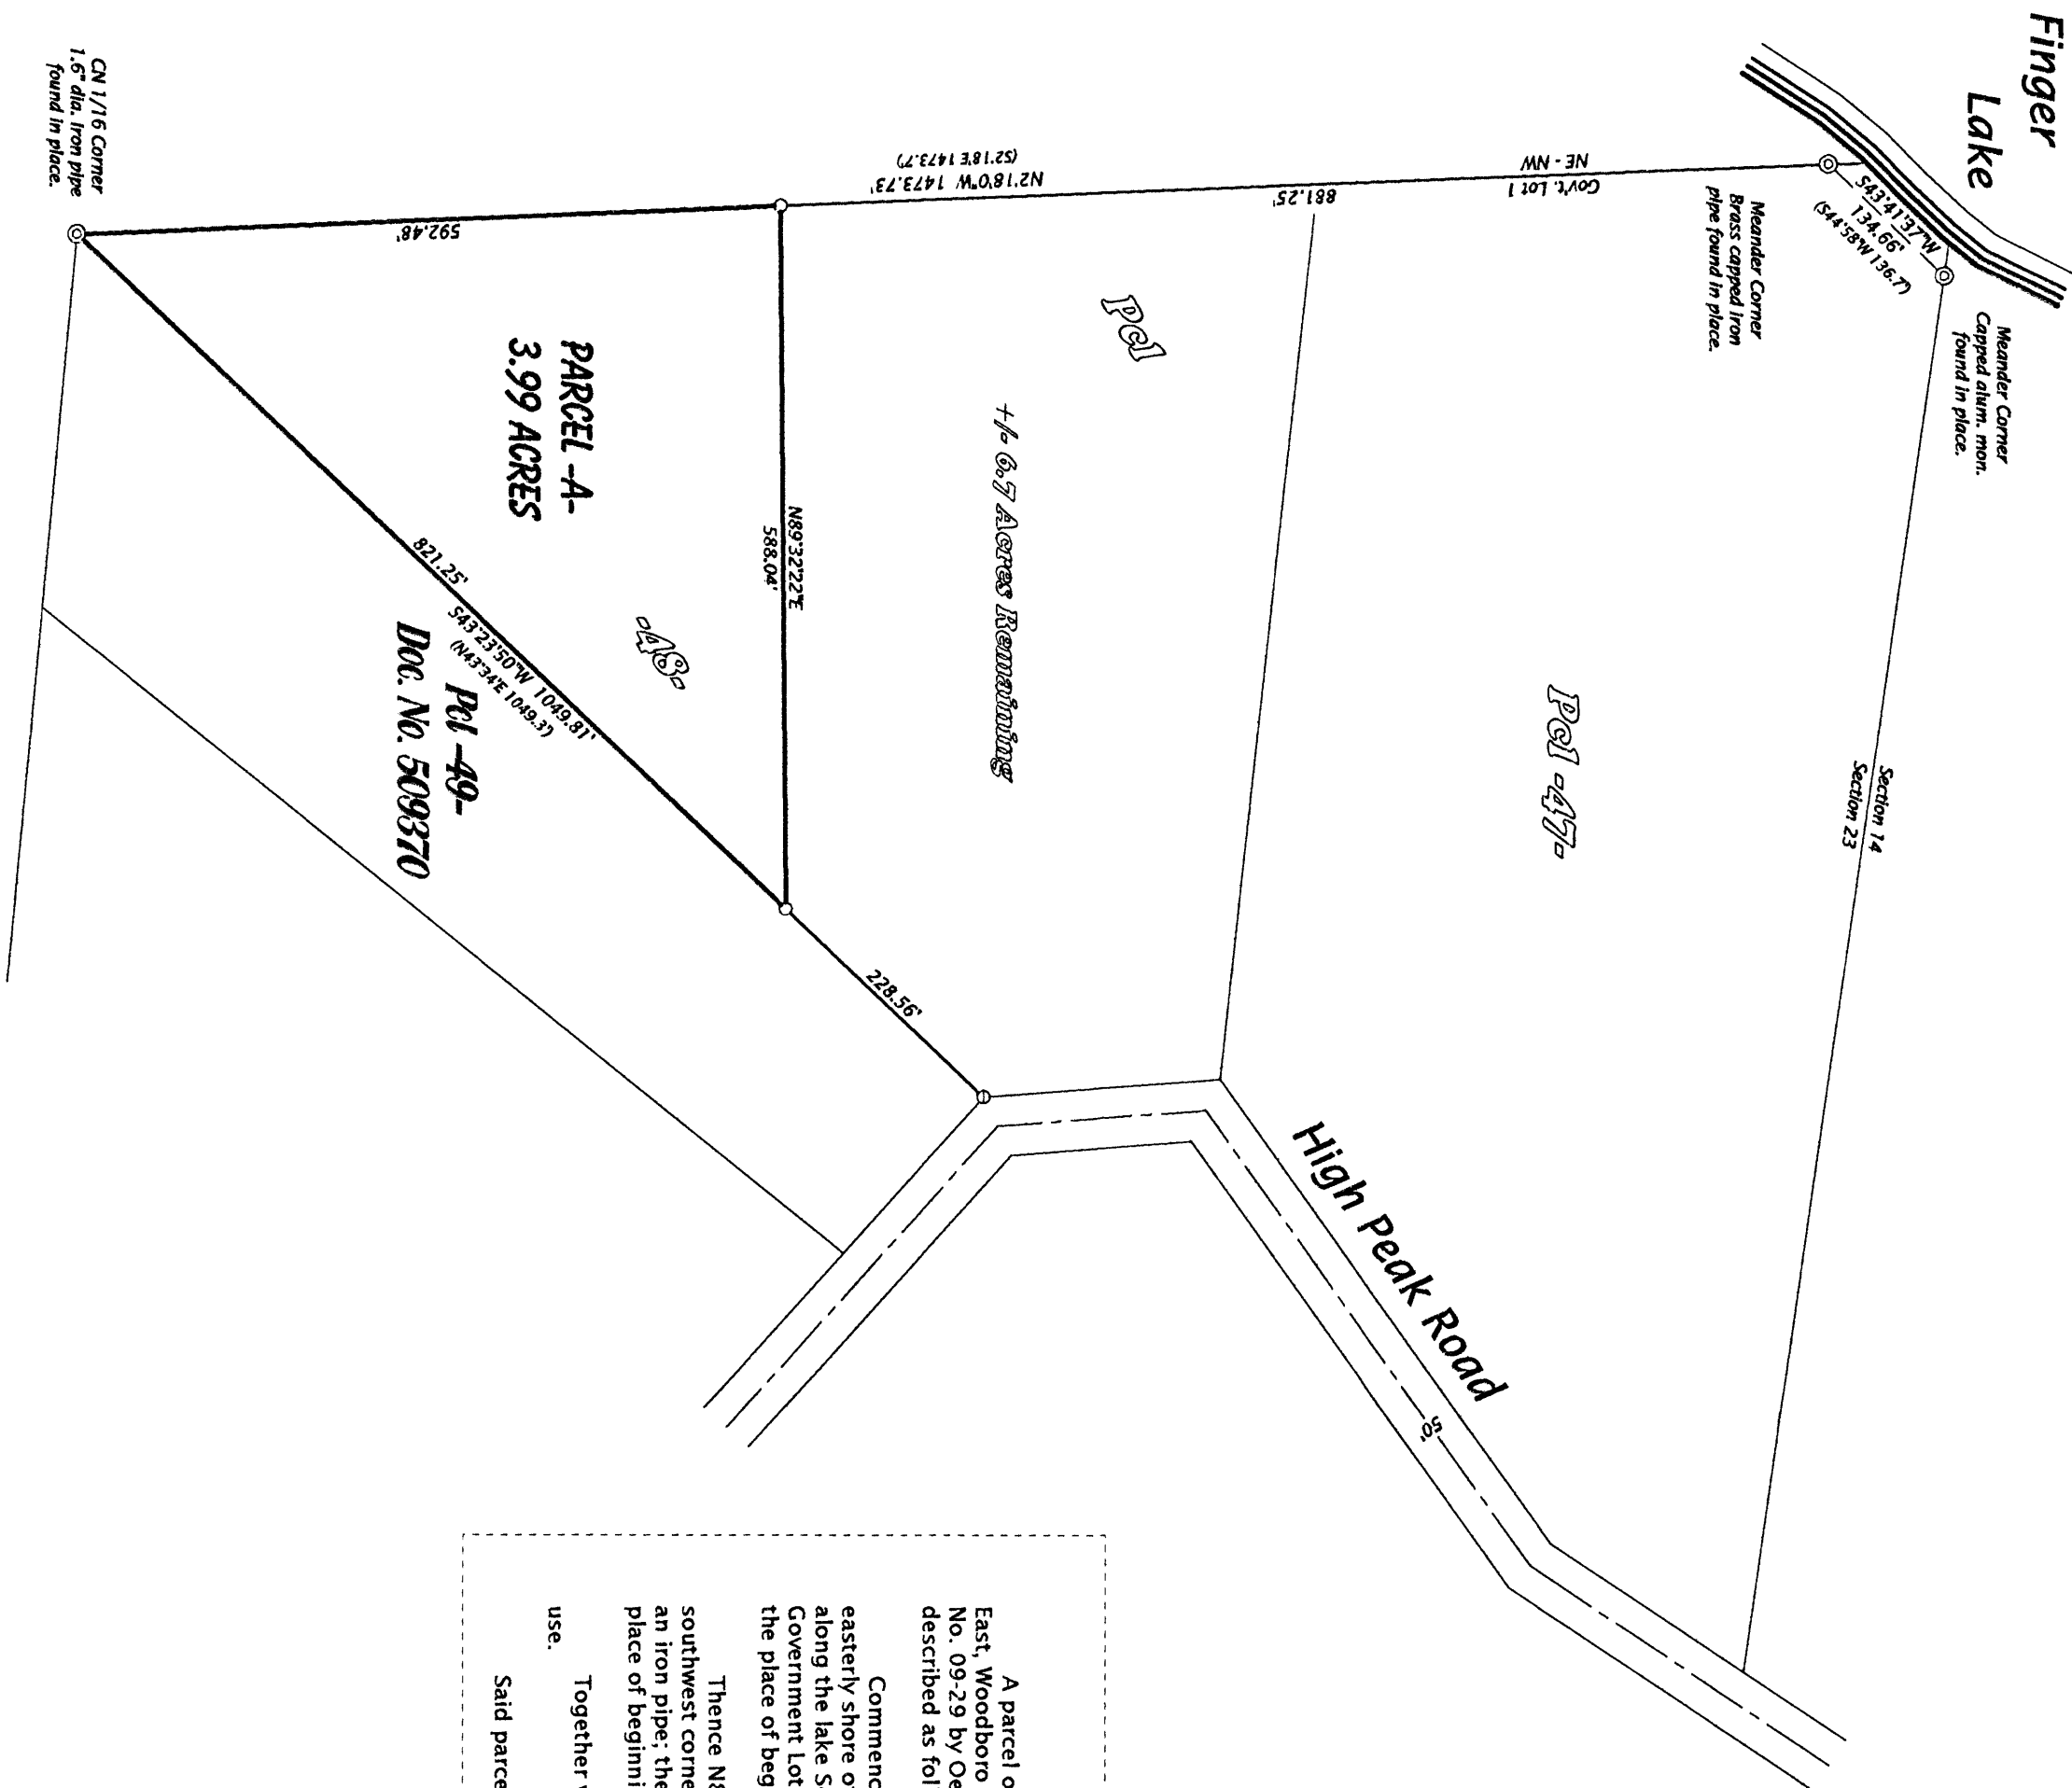 Finger
Lake
S43°41'37"W
134.66'
(S44°58'W 136.7')
Meander Corner
Capped alum. mon.
found in place.
Meander Corner
Brass capped iron
pipe found in place.
NE - NW
Gov't. Lot 1
Section 14
Section 23
Pcl -47-
881.25'
(S2°18'E 1473.7')
N2°18'0"W 1473.73'
Pcl
+/- 6.7 Acres Remaining
High Peak Road
50'
N89°32'22"E
588.04'
228.56'
-48-
PARCEL -A-
3.99 ACRES
592.48'
821.25'
S43°23'50"W 1049.81'
(N43°34'E 1049.3')
Pcl -49-
Doc. No. 509370
CN 1/16 Corner
1.6" dia. iron pipe
found in place.
A parcel o
East, Woodboro
No. 09-29 by Oe
described as fol
Commenc
easterly shore o
along the lake S
Government Lot
the place of beg
Thence N8
southwest corne
an iron pipe; the
place of beginni
Together
use.
Said parce